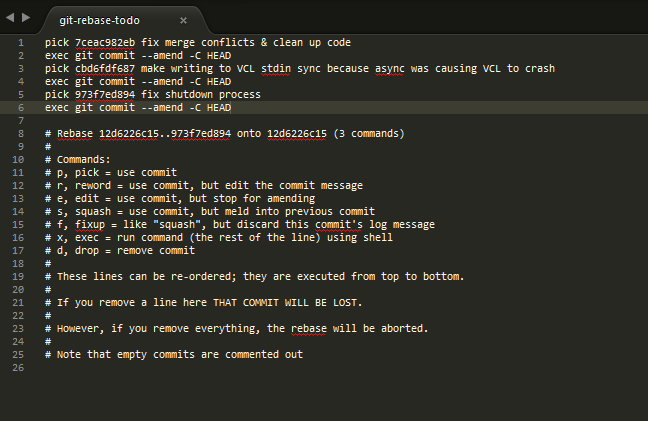 git-rebase-todo
1 pick 7ceac982eb fix merge conflicts & clean up code
2 exec git commit --amend -C HEAD
3 pick cbd6fdf687 make writing to VCL stdin sync because async was causing VCL to crash
4 exec git commit --amend -C HEAD
5 pick 973f7ed894 fix shutdown process
6 exec git commit --amend -C HEAD
7
8 # Rebase 12d6226c15..973f7ed894 onto 12d6226c15 (3 commands)
9 #
10 # Commands:
11 # p, pick = use commit
12 # r, reword = use commit, but edit the commit message
13 # e, edit = use commit, but stop for amending
14 # s, squash = use commit, but meld into previous commit
15 # f, fixup = like "squash", but discard this commit's log message
16 # x, exec = run command (the rest of the line) using shell
17 # d, drop = remove commit
18 #
19 # These lines can be re-ordered; they are executed from top to bottom.
20 #
21 # If you remove a line here THAT COMMIT WILL BE LOST.
22 #
23 # However, if you remove everything, the rebase will be aborted.
24 #
25 # Note that empty commits are commented out
26